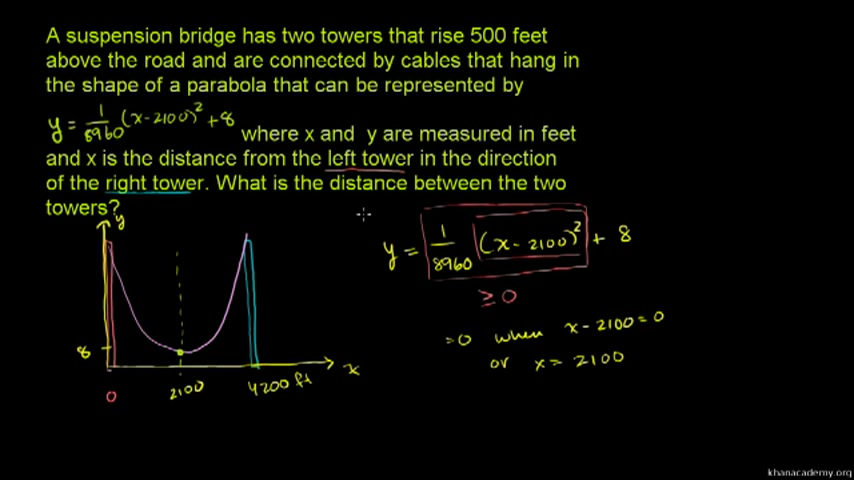 A suspension bridge has two towers that rise 500 feet
above the road and are connected by cables that hang in
the shape of a parabola that can be represented by
y = 1/8960 (x-2100)² + 8 where x and y are measured in feet
and x is the distance from the left tower in the direction
of the right tower. What is the distance between the two
towers?
y
y = 1/8960 (x - 2100)² + 8
≥ 0
=0 when x - 2100 = 0
or x = 2100
8
x
0 2100 4200 ft
khanacademy.org